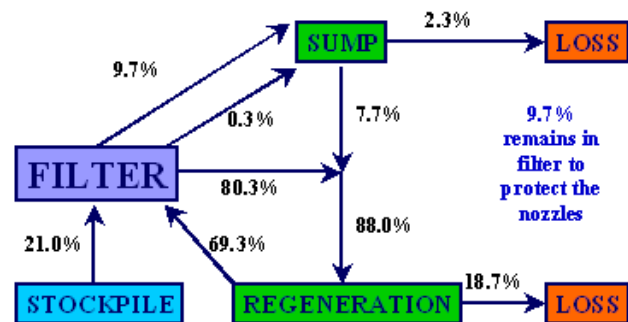 2.3%
SUMP
LOSS
9.7%
0.3%
7.7%
9.7%
remains in
filter to
protect the
nozzles
FILTER
80.3%
88.0%
21.0%
69.3%
18.7%
STOCKPILE
REGENERATION
LOSS